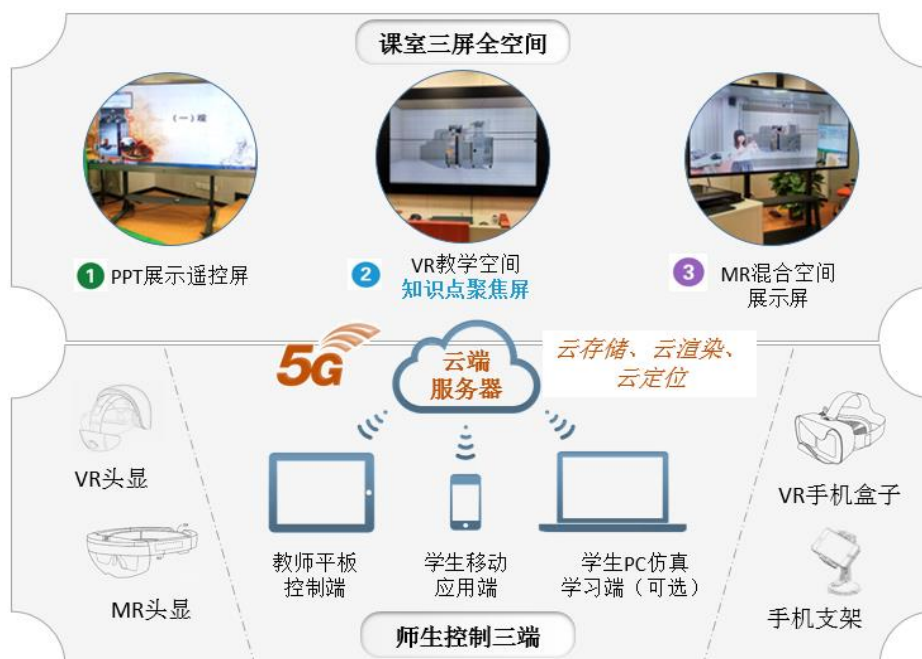 课室三屏全空间
(一)瞳
1 PPT展示遥控屏
2 VR教学空间
知识点聚焦屏
3 MR混合空间
展示屏
5G
云端
服务器
云存储、云渲染、
云定位
VR头显
MR头显
教师平板
控制端
学生移动
应用端
学生PC仿真
学习端（可选）
VR手机盒子
手机支架
师生控制三端